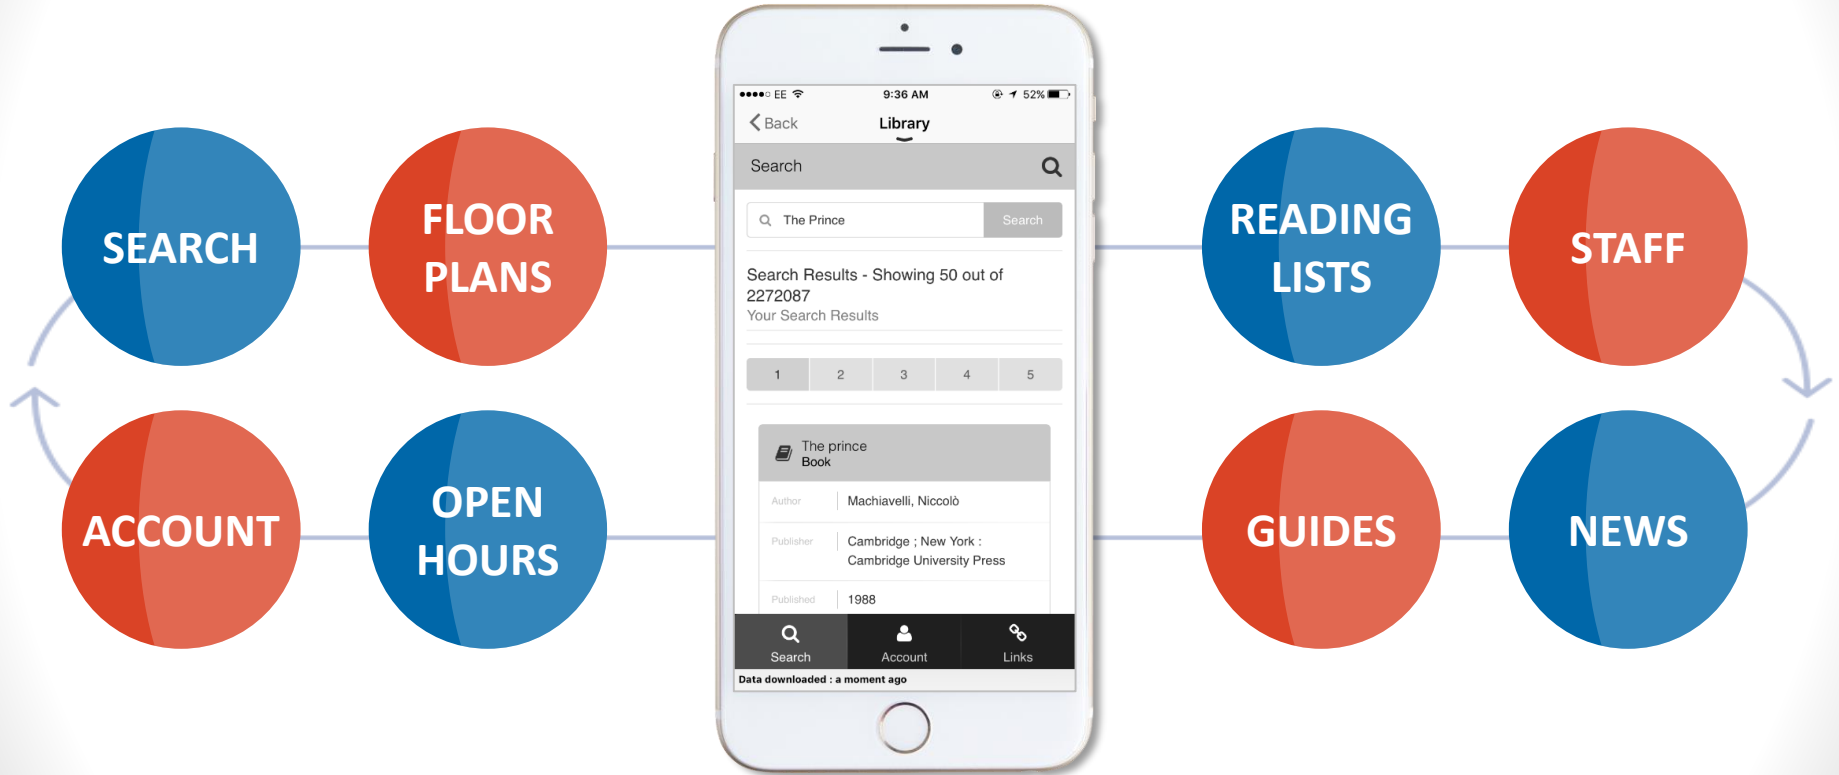 SEARCH
FLOOR
PLANS
READING
LISTS
STAFF
ACCOUNT
OPEN
HOURS
GUIDES
NEWS
EE 9:36 AM 52%
Back Library
Search
The Prince Search
Search Results - Showing 50 out of
2272087
Your Search Results
1 2 3 4 5
The prince
Book
Author Machiavelli, Niccolò
Publisher Cambridge ; New York :
Cambridge University Press
Published 1988
Search Account Links
Data downloaded : a moment ago